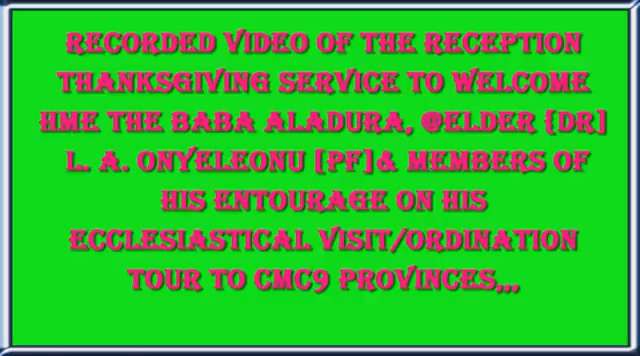 RECORDED VIDEO OF THE RECEPTION
THANKSGIVING SERVICE TO WELCOME
HME THE BABA ALADURA, @ELDER {DR]
L. A. ONYELEONU [PF]& MEMBERS OF
HIS ENTOURAGE ON HIS
ECCLESIASTICAL VISIT/ORDINATION
TOUR TO CMC9 PROVINCES,,,